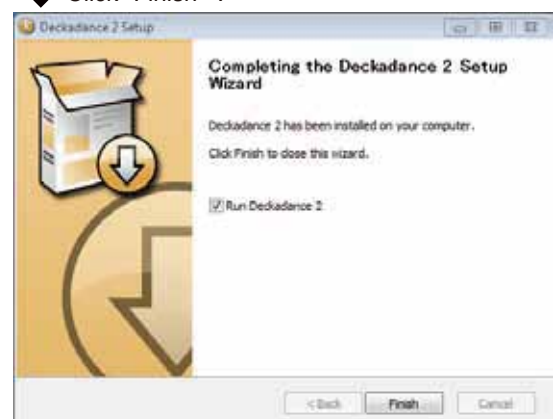 Click "Finish".
Deckadance 2 Setup
Completing the Deckadance 2 Setup
Wizard
Deckadance 2 has been installed on your computer.
Click Finish to close this wizard.
Run Deckadance 2
< Back
Finish
Cancel